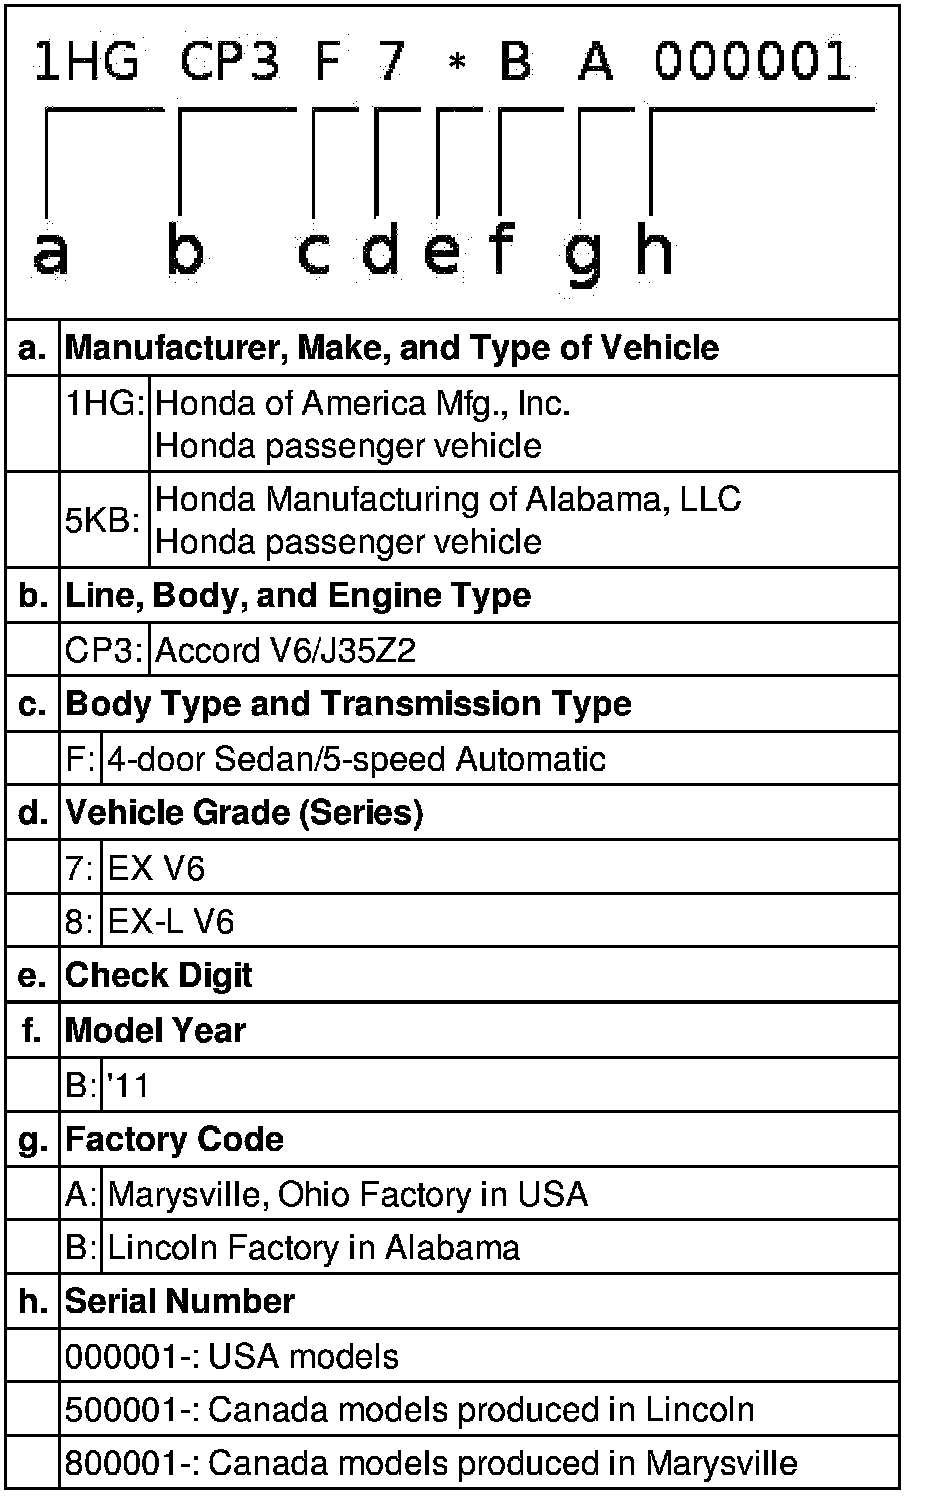 1HG CP3 F 7 * B A 000001
a b c d e f g h
a. Manufacturer, Make, and Type of Vehicle
1HG: Honda of America Mfg., Inc.
Honda passenger vehicle
5KB: Honda Manufacturing of Alabama, LLC
Honda passenger vehicle
b. Line, Body, and Engine Type
CP3: Accord V6/J35Z2
c. Body Type and Transmission Type
F: 4-door Sedan/5-speed Automatic
d. Vehicle Grade (Series)
7: EX V6
8: EX-L V6
e. Check Digit
f. Model Year
B: '11
g. Factory Code
A: Marysville, Ohio Factory in USA
B: Lincoln Factory in Alabama
h. Serial Number
000001-: USA models
500001-: Canada models produced in Lincoln
800001-: Canada models produced in Marysville